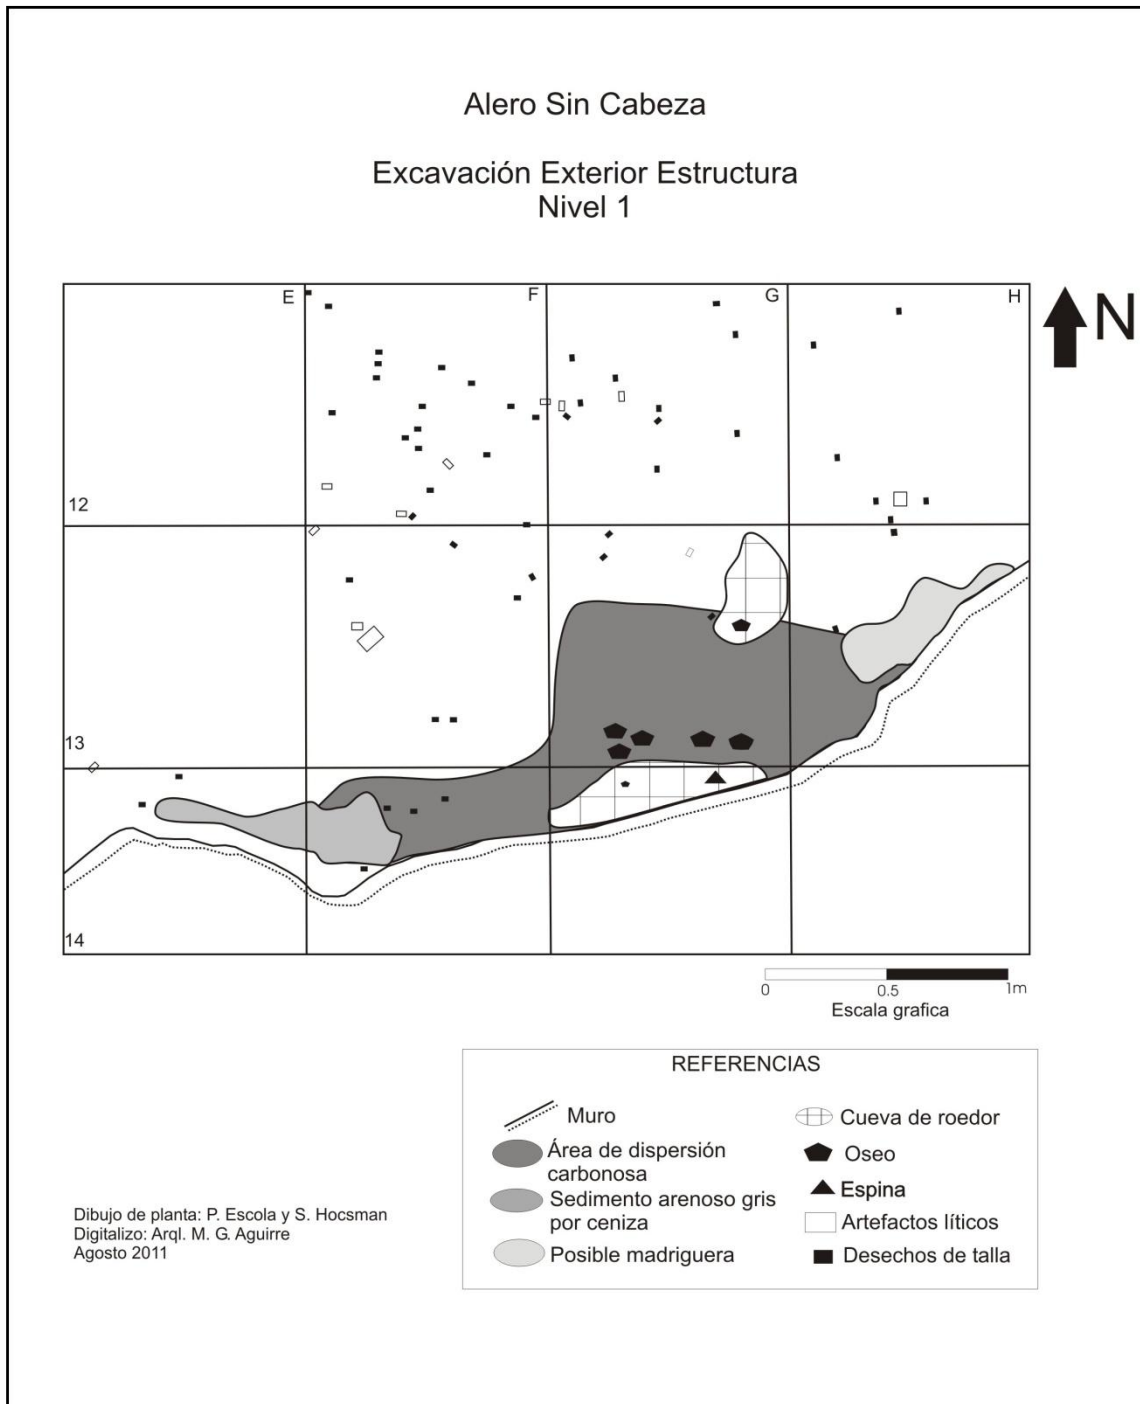 Alero Sin Cabeza
Excavación Exterior Estructura
Nivel 1
E
F
G
H
N
12
13
14
0
0.5
1m
Escala grafica
REFERENCIAS
Muro
Área de dispersión
carbonosa
Sedimento arenoso gris
por ceniza
Posible madriguera
Cueva de roedor
Oseo
Espina
Artefactos líticos
Desechos de talla
Dibujo de planta: P. Escola y S. Hocsman
Digitalizo: Arql. M. G. Aguirre
Agosto 2011